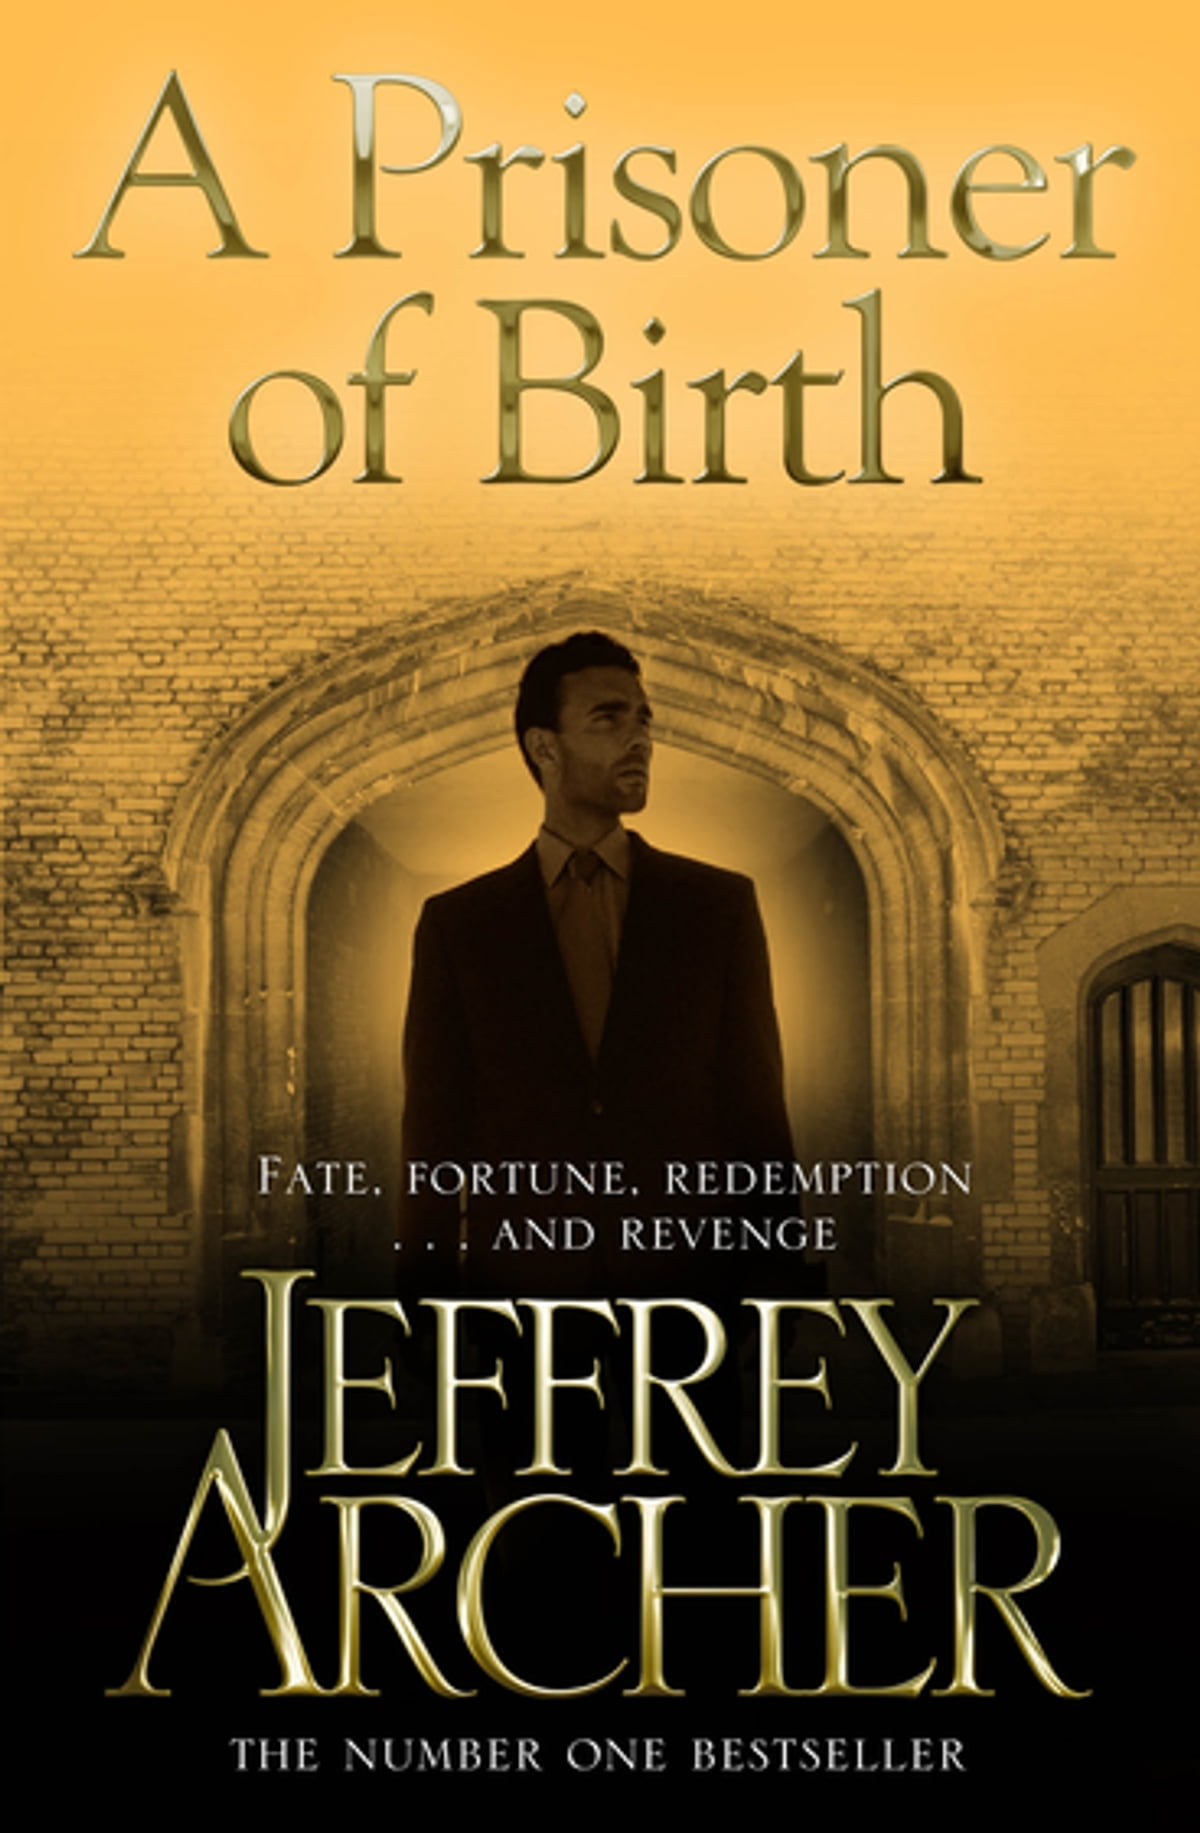 A Prisoner
of Birth
FATE, FORTUNE, REDEMPTION
. . . AND REVENGE
JEFFREY
ARCHER
THE NUMBER ONE BESTSELLER